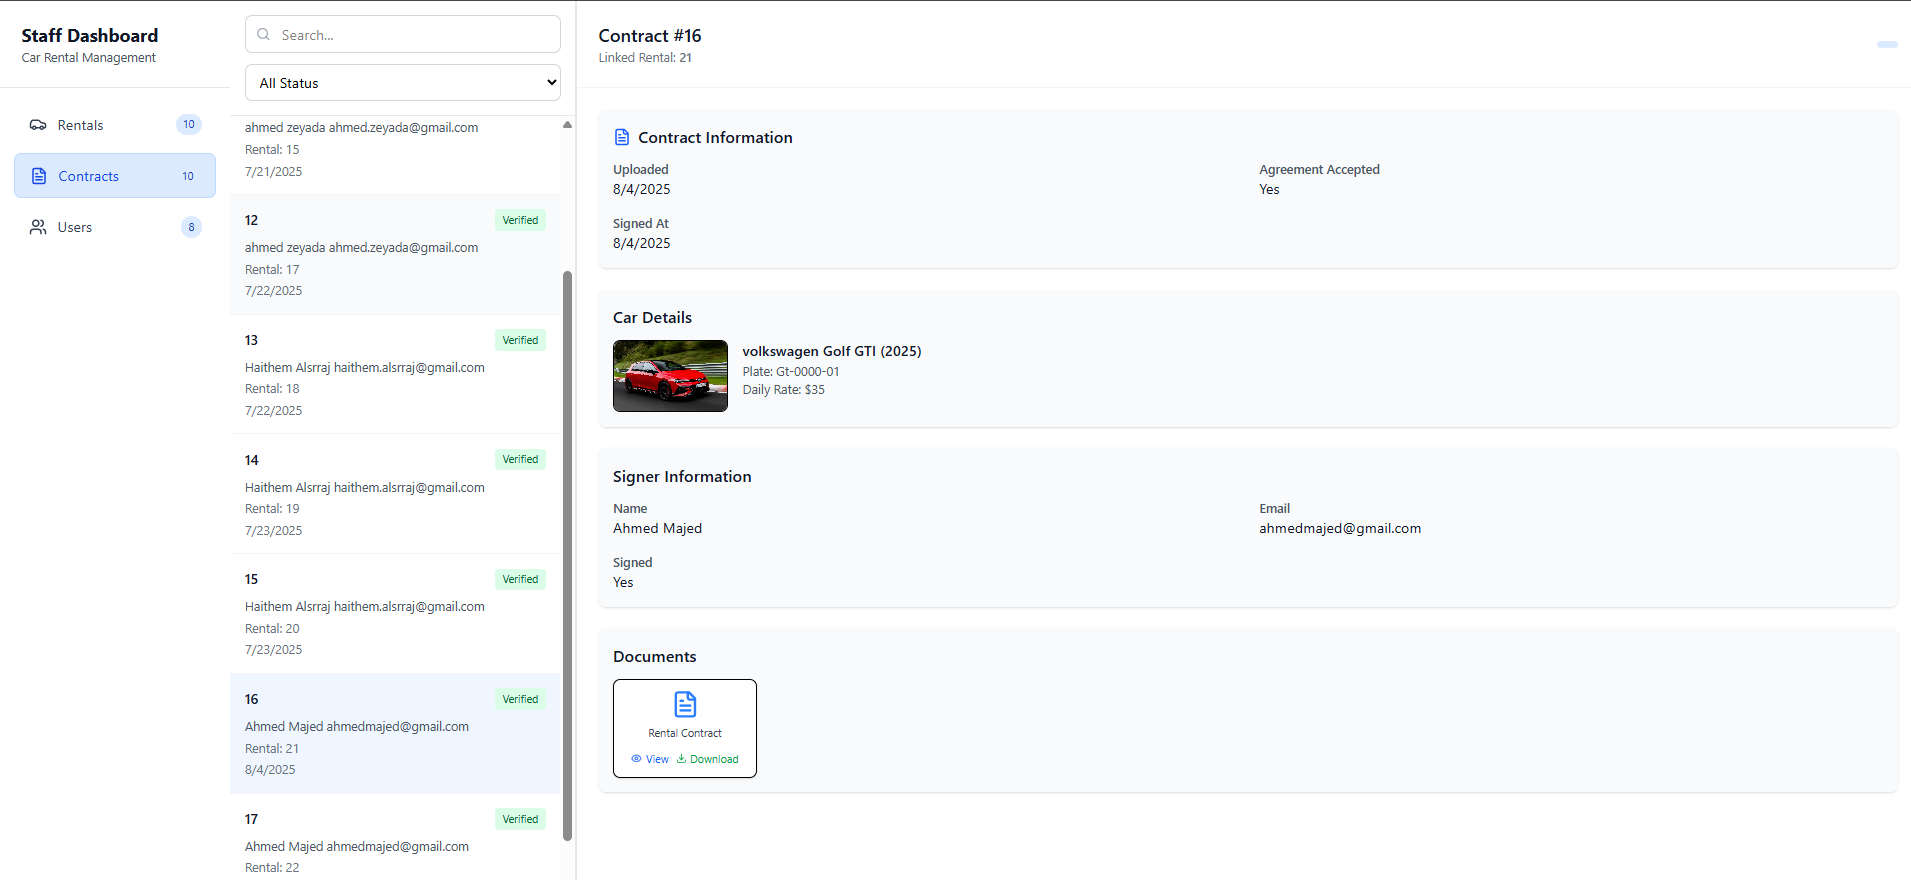 Staff Dashboard
Car Rental Management
Rentals 10
Contracts 10
Users 8
Search...
All Status
ahmed zeyada ahmed.zeyada@gmail.com
Rental: 15
7/21/2025
12 Verified
ahmed zeyada ahmed.zeyada@gmail.com
Rental: 17
7/22/2025
13 Verified
Haithem Alsrraj haithem.alsrraj@gmail.com
Rental: 18
7/22/2025
14 Verified
Haithem Alsrraj haithem.alsrraj@gmail.com
Rental: 19
7/23/2025
15 Verified
Haithem Alsrraj haithem.alsrraj@gmail.com
Rental: 20
7/23/2025
16 Verified
Ahmed Majed ahmedmajed@gmail.com
Rental: 21
8/4/2025
17 Verified
Ahmed Majed ahmedmajed@gmail.com
Rental: 22
Contract #16
Linked Rental: 21
Contract Information
Uploaded Agreement Accepted
8/4/2025 Yes
Signed At
8/4/2025
Car Details
volkswagen Golf GTI (2025)
Plate: Gt-0000-01
Daily Rate: $35
Signer Information
Name Email
Ahmed Majed ahmedmajed@gmail.com
Signed
Yes
Documents
Rental Contract
View Download